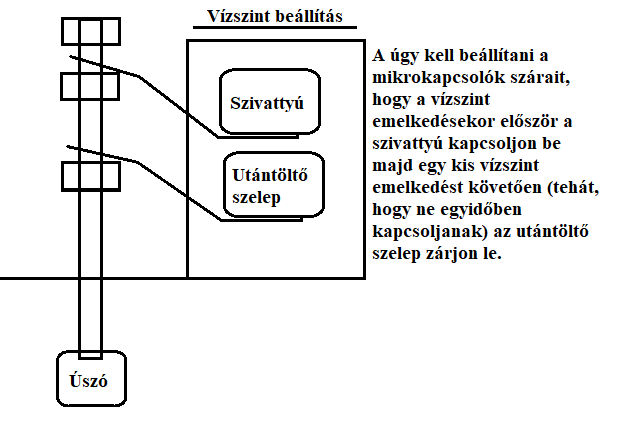 Vízszint beállítás
A úgy kell beállítani a
mikrokapcsolók szárait,
hogy a vízszint
emelkedésekor először a
szivattyú kapcsoljon be
majd egy kis vízszint
emelkedést követően (tehát,
hogy ne egyidőben
kapcsoljanak) az utántöltő
szelep zárjon le.
Szivattyú
Utántöltő
szelep
Úszó